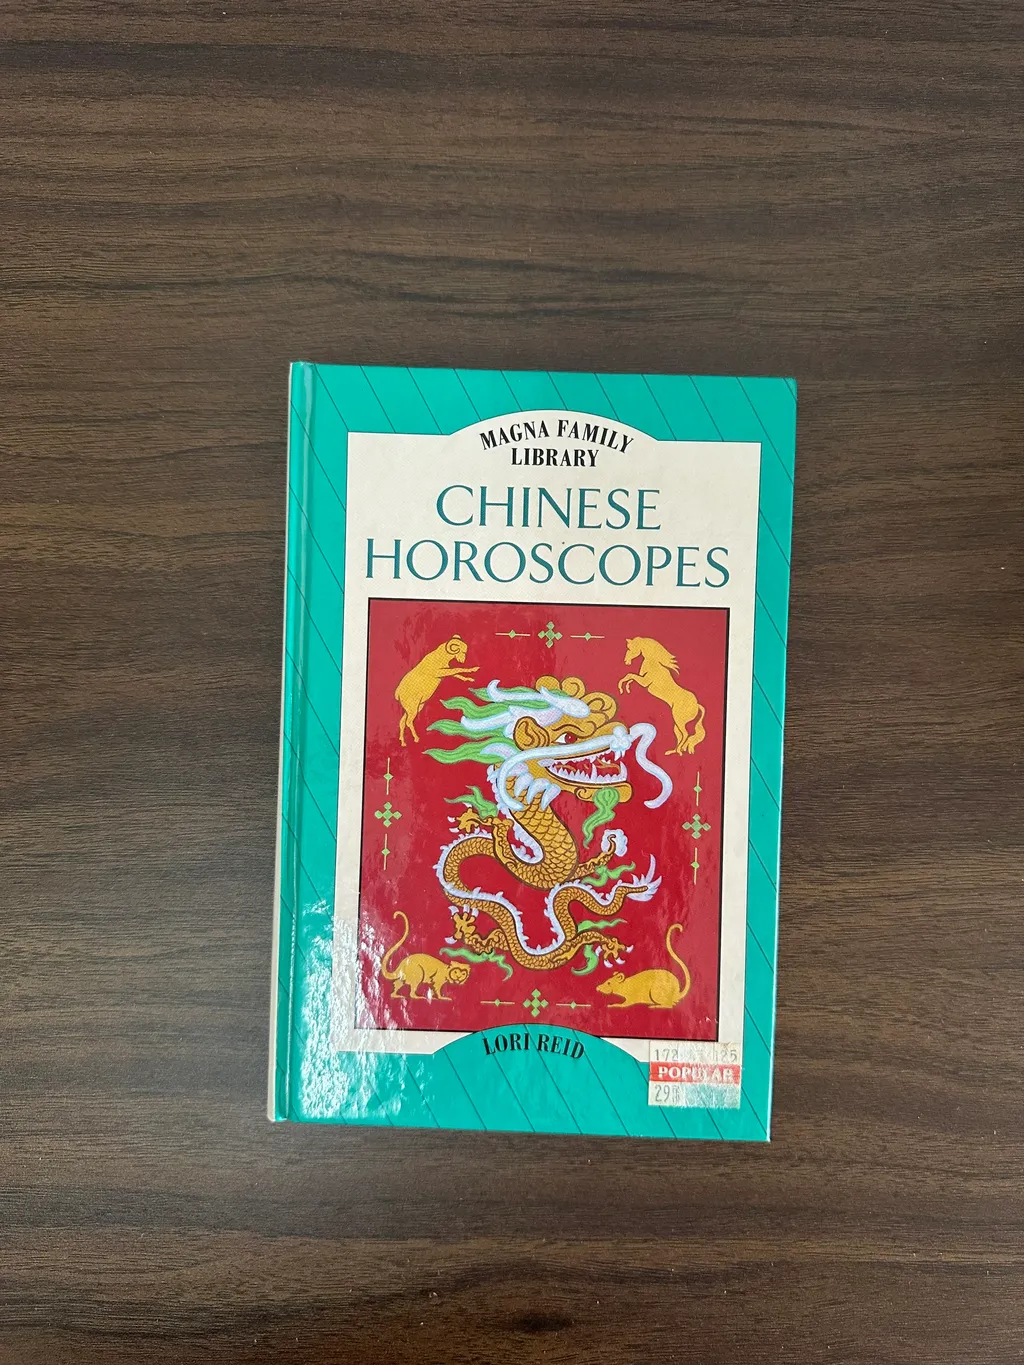 MAGNA FAMILY
LIBRARY
CHINESE
HOROSCOPES
LORI REID
POPULAR